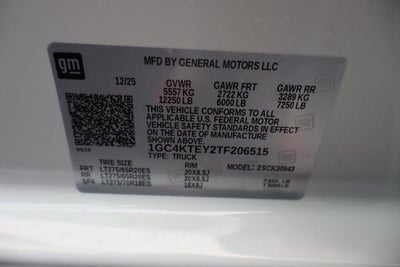 gm
MFD BY GENERAL MOTORS LLC
12/25 GVWR GAWR FRT GAWR RR
5557 KG 2722 KG 3289 KG
12250 LB 6000 LB 7250 LB
THIS VEHICLE CONFORMS TO ALL APPLICABLE
U.S. FEDERAL MOTOR VEHICLE SAFETY
STANDARDS IN EFFECT ON THE DATE OF
MANUFACTURE SHOWN ABOVE.
1GC4KTEY2TF206515
TYPE: TRUCK
TIRE SIZE RIM MODEL:
FRT LT275/65R20ES 20X8.5J
RR LT275/65R20ES 20X8.5J
SPA LT275/70R18ES 18X8J